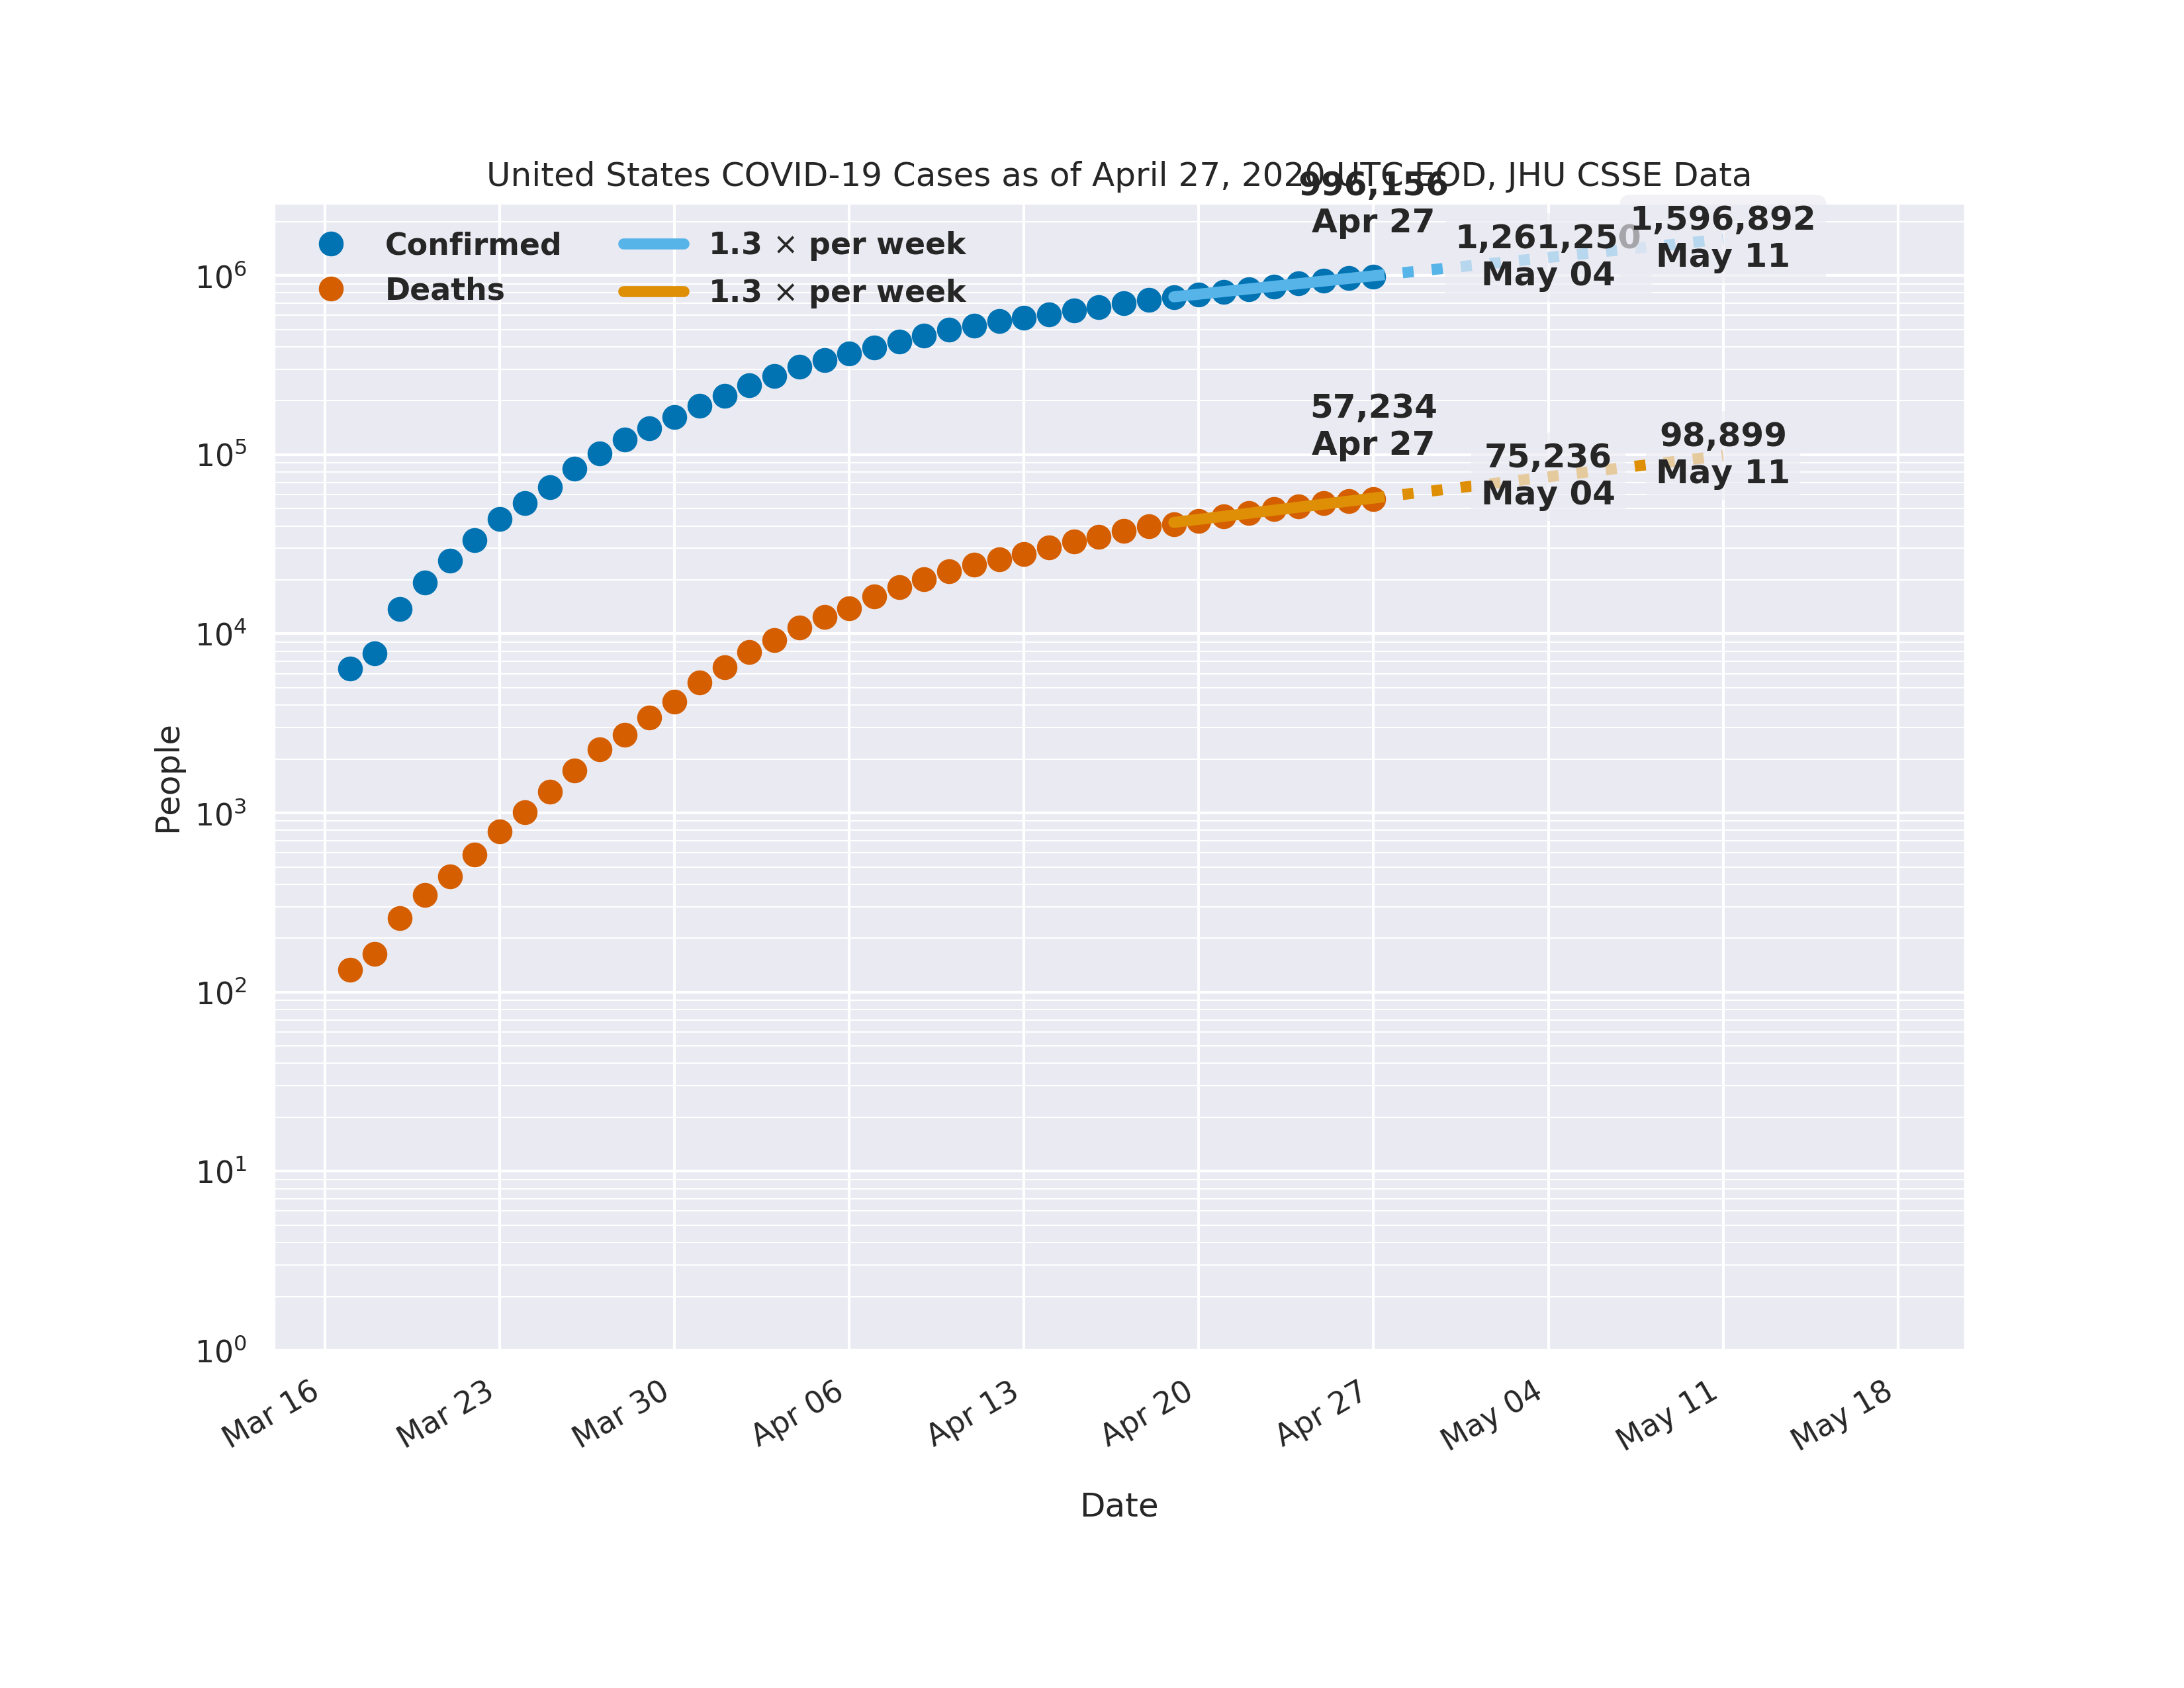 United States COVID-19 Cases as of April 27, 2020 UTC EOD, JHU CSSE Data
996,156
Apr 27
1,261,250
May 04
1,596,892
May 11
Confirmed
Deaths
1.3 × per week
1.3 × per week
57,234
Apr 27
75,236
May 04
98,899
May 11
People
10⁶
10⁵
10⁴
10³
10²
10¹
10⁰
Mar 16
Mar 23
Mar 30
Apr 06
Apr 13
Apr 20
Apr 27
May 04
May 11
May 18
Date